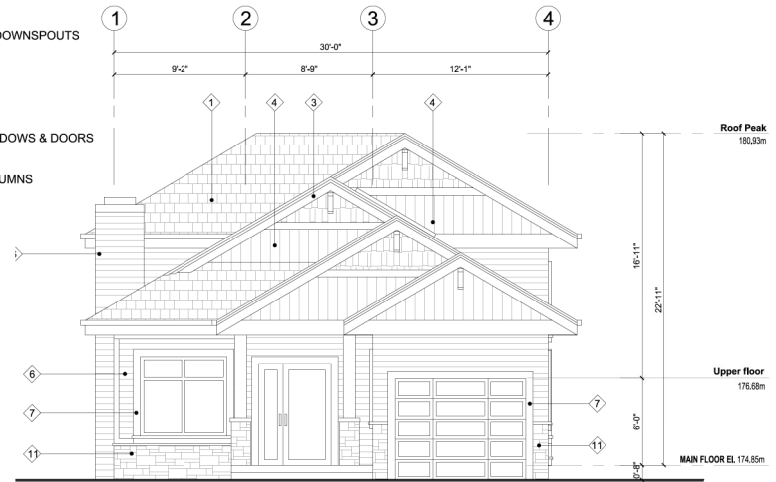 1 2 3 4
DOWNSPOUTS
30'-0"
9'-2" 8'-9" 12'-1"
1 4 3 4
DOWS & DOORS
UMNS
Roof Peak
180,93m
16'-11"
22'-11"
6
7
11
7
11
Upper floor
176.68m
6'-0"
MAIN FLOOR El. 174.85m
0'-8"